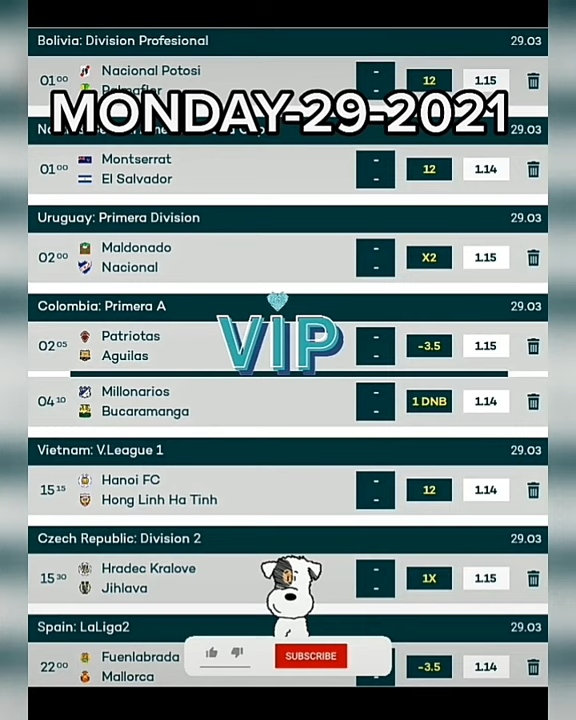 Bolivia: Division Profesional 29.03
01 00 Nacional Potosi
- - 12 1.15
MONDAY-29-2021
01 00 Montserrat
El Salvador
- - 12 1.14
Uruguay: Primera Division 29.03
02 00 Maldonado
Nacional
- - X2 1.15
Colombia: Primera A 29.03
02 05 Patriotas
Aguilas
- - -3.5 1.15
VIP
04 10 Millonarios
Bucaramanga
- - 1 DNB 1.14
Vietnam: V.League 1 29.03
15 15 Hanoi FC
Hong Linh Ha Tinh
- - 12 1.14
Czech Republic: Division 2 29.03
15 30 Hradec Kralove
Jihlava
- - 1X 1.15
Spain: LaLiga2 29.03
22 00 Fuenlabrada
Mallorca
- -3.5 1.14
SUBSCRIBE